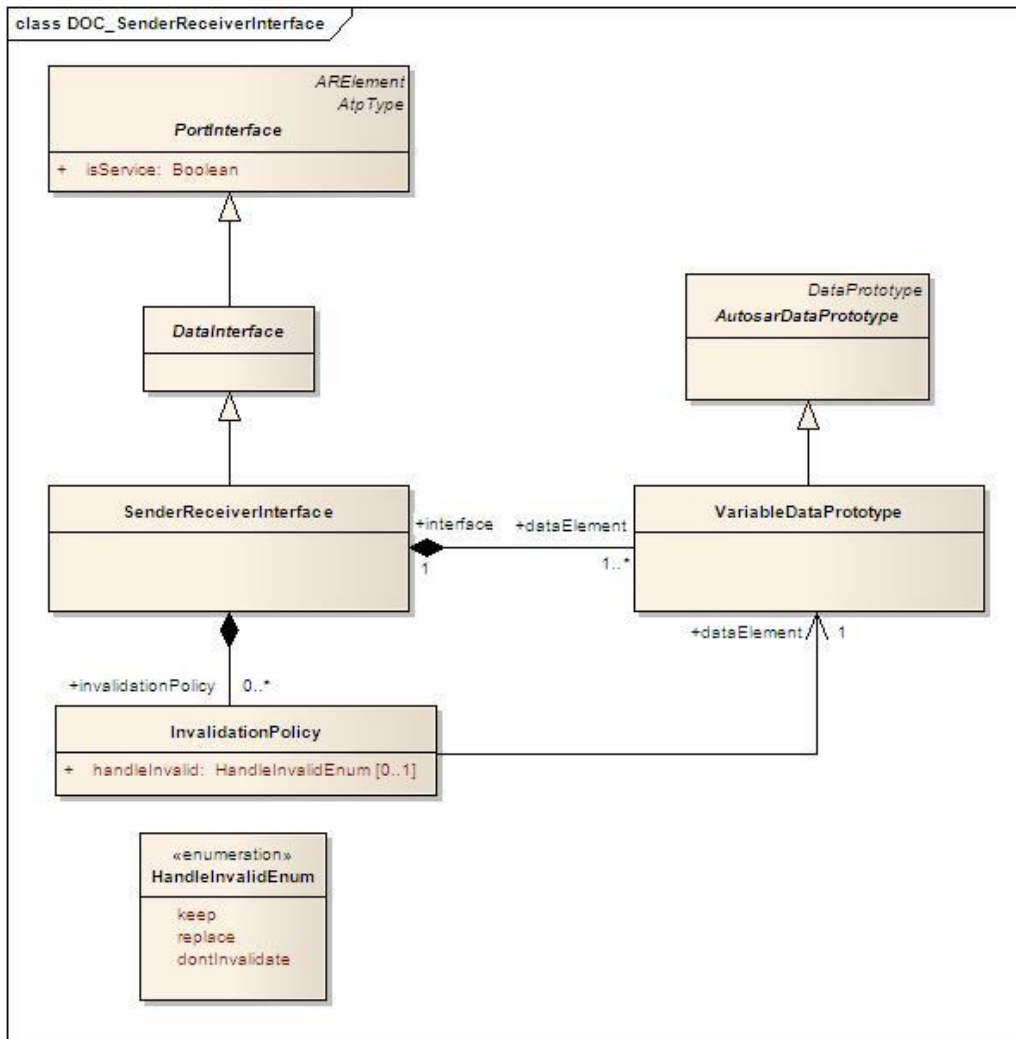 class DOC_SenderReceiverInterface
ARElement
AtpType
PortInterface
+ isService: Boolean
DataInterface
DataPrototype
AutosarDataPrototype
SenderReceiverInterface
+interface
+dataElement
1
1..*
VariableDataPrototype
+dataElement
1
+invalidationPolicy
0..*
InvalidationPolicy
+ handleInvalid: HandleInvalidEnum [0..1]
«enumeration»
HandleInvalidEnum
keep
replace
dontInvalidate